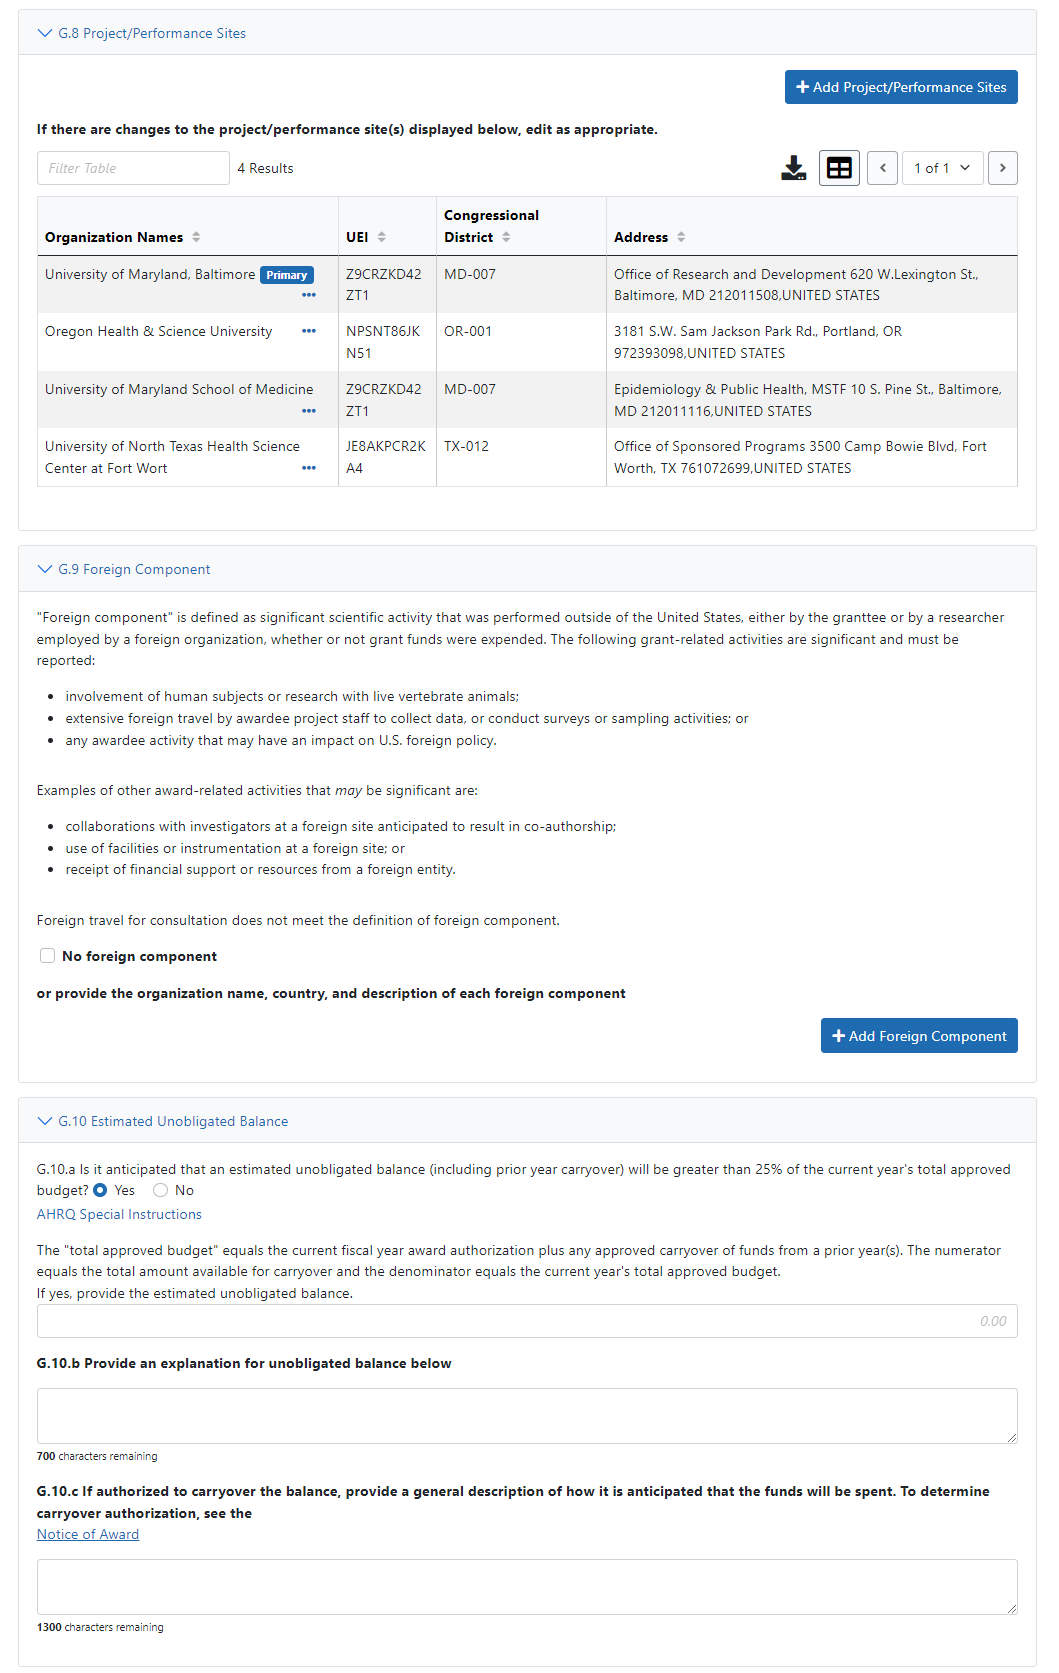 G.8 Project/Performance Sites
Add Project/Performance Sites
If there are changes to the project/performance site(s) displayed below, edit as appropriate.
Filter Table
4 Results
1 of 1
Organization Names
UEI
Congressional
District
Address
University of Maryland, Baltimore Primary
Z9CRZKD42
ZT1
MD-007
Office of Research and Development 620 W.Lexington St.,
Baltimore, MD 212011508,UNITED STATES
Oregon Health & Science University
NPSNT86JK
N51
OR-001
3181 S.W. Sam Jackson Park Rd., Portland, OR
972393098,UNITED STATES
University of Maryland School of Medicine
Z9CRZKD42
ZT1
MD-007
Epidemiology & Public Health, MSTF 10 S. Pine St., Baltimore,
MD 212011116,UNITED STATES
University of North Texas Health Science
Center at Fort Wort
JE8AKPCR2K
A4
TX-012
Office of Sponsored Programs 3500 Camp Bowie Blvd, Fort
Worth, TX 761072699,UNITED STATES
G.9 Foreign Component
"Foreign component" is defined as significant scientific activity that was performed outside of the United States, either by the grantee or by a researcher
employed by a foreign organization, whether or not grant funds were expended. The following grant-related activities are significant and must be
reported:
• involvement of human subjects or research with live vertebrate animals;
• extensive foreign travel by awardee project staff to collect data, or conduct surveys or sampling activities; or
• any awardee activity that may have an impact on U.S. foreign policy.
Examples of other award-related activities that may be significant are:
• collaborations with investigators at a foreign site anticipated to result in co-authorship;
• use of facilities or instrumentation at a foreign site; or
• receipt of financial support or resources from a foreign entity.
Foreign travel for consultation does not meet the definition of foreign component.
No foreign component
or provide the organization name, country, and description of each foreign component
Add Foreign Component
G.10 Estimated Unobligated Balance
G.10.a Is it anticipated that an estimated unobligated balance (including prior year carryover) will be greater than 25% of the current year's total approved
budget? Yes No
AHRQ Special Instructions
The "total approved budget" equals the current fiscal year award authorization plus any approved carryover of funds from a prior year(s). The numerator
equals the total amount available for carryover and the denominator equals the current year's total approved budget.
If yes, provide the estimated unobligated balance.
0.00
G.10.b Provide an explanation for unobligated balance below
700 characters remaining
G.10.c If authorized to carryover the balance, provide a general description of how it is anticipated that the funds will be spent. To determine
carryover authorization, see the
Notice of Award
1300 characters remaining